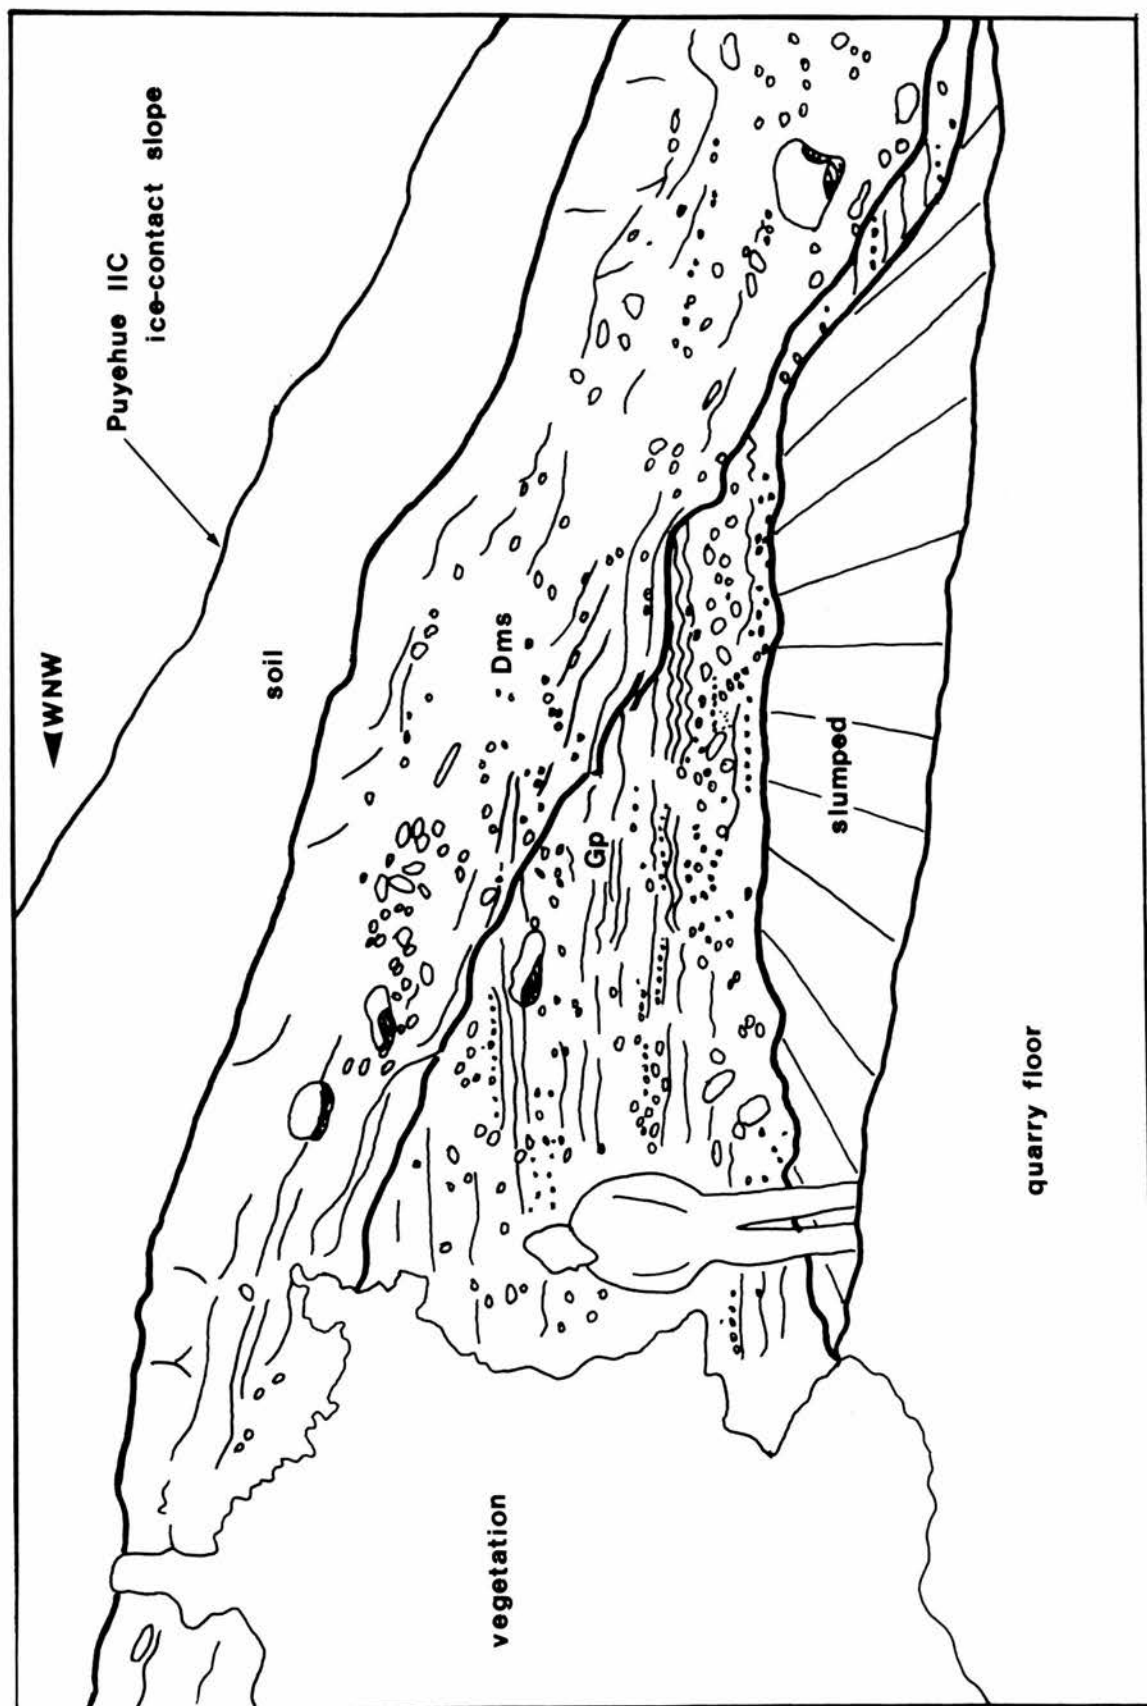 ◀WNW
Puyehue IIC
ice-contact slope
soil
Dms
Gp
slumped
vegetation
quarry floor